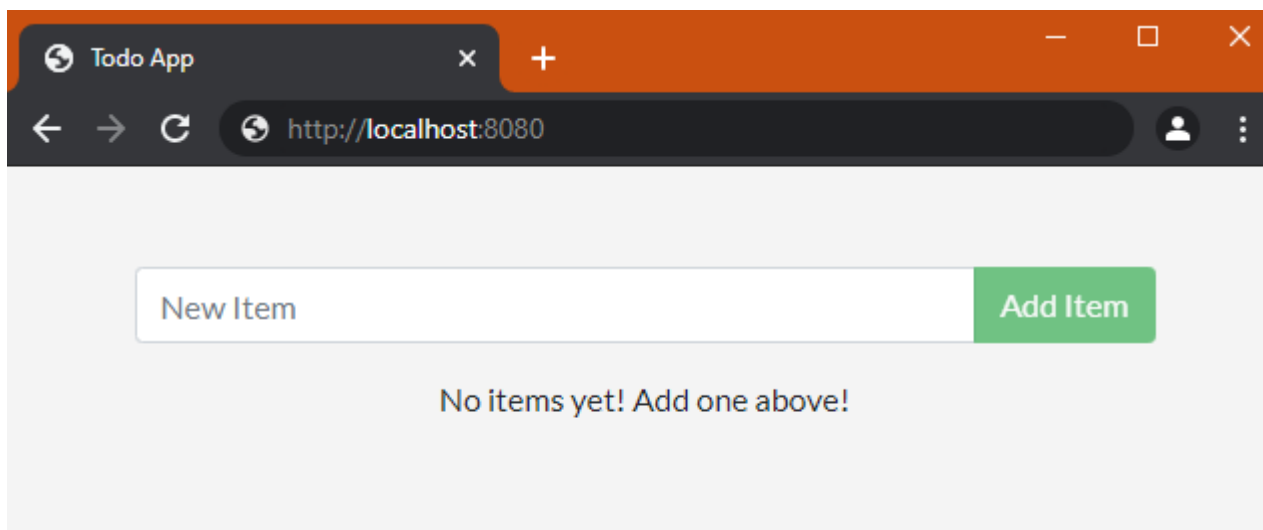 Todo App
http://localhost:8080
New Item
Add Item
No items yet! Add one above!